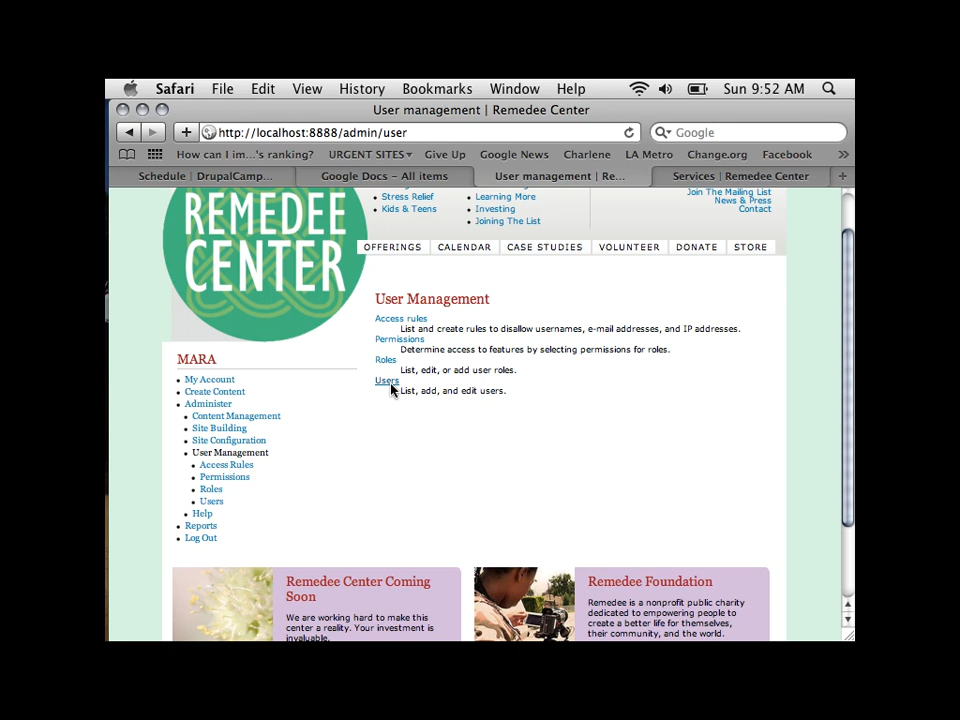 Safari File Edit View History Bookmarks Window Help Sun 9:52 AM
User management | Remedee Center
http://localhost:8888/admin/user Google
How can I im...'s ranking? URGENT SITES Give Up Google News Charlene LA Metro Change.org Facebook
Schedule | DrupalCamp... Google Docs - All items User management | Re... Services | Remedee Center
Stress Relief Learning More
Kids & Teens Investing
Joining The List
Join The Mailing List
News & Press
Contact
REMEDEE
CENTER
OFFERINGS CALENDAR CASE STUDIES VOLUNTEER DONATE STORE
User Management
Access rules
List and create rules to disallow usernames, e-mail addresses, and IP addresses.
Permissions
Determine access to features by selecting permissions for roles.
Roles
List, edit, or add user roles.
Users
List, add, and edit users.
MARA
My Account
Create Content
Administer
Content Management
Site Building
Site Configuration
User Management
Access Rules
Permissions
Roles
Users
Help
Reports
Log Out
Remedee Center Coming
Soon
We are working hard to make this
center a reality. Your investment is
invaluable.
Remedee Foundation
Remedee is a nonprofit public charity
dedicated to empowering people to
create a better life for themselves,
their community, and the world.